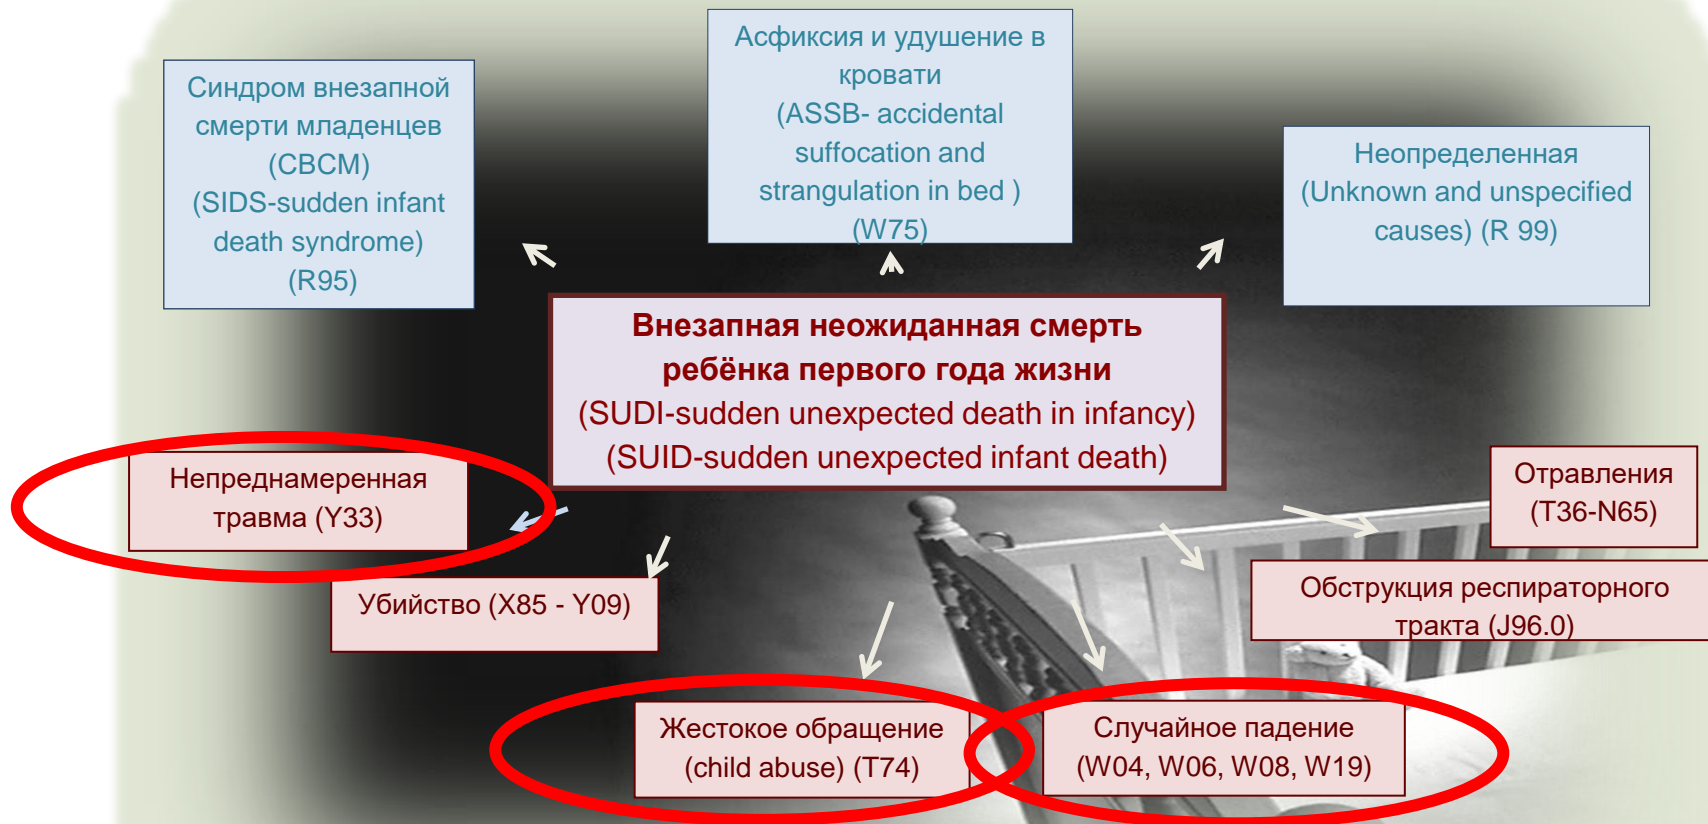 Асфиксия и удушение в
кровати
(ASSB- accidental
suffocation and
strangulation in bed )
(W75)
Синдром внезапной
смерти младенцев
(СВСМ)
(SIDS-sudden infant
death syndrome)
(R95)
Неопределенная
(Unknown and unspecified
causes) (R 99)
Внезапная неожиданная смерть
ребёнка первого года жизни
(SUDI-sudden unexpected death in infancy)
(SUID-sudden unexpected infant death)
Непреднамеренная
травма (Y33)
Отравления
(T36-N65)
Убийство (X85 - Y09)
Обструкция респираторного
тракта (J96.0)
Жестокое обращение
(child abuse) (T74)
Случайное падение
(W04, W06, W08, W19)